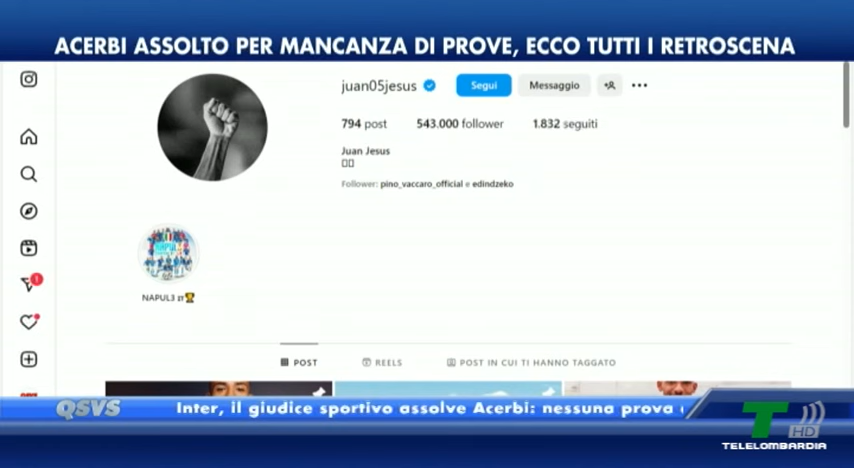 ACERBI ASSOLTO PER MANCANZA DI PROVE, ECCO TUTTI I RETROSCENA
juan05jesus
Segui
Messaggio
794 post 543.000 follower 1.832 seguiti
Juan Jesus
Follower: pino_vaccaro_official e edindzeko
1
NAPUL3
POST
REELS
POST IN CUI TI HANNO TAGGATO
QSVS
Inter, il giudice sportivo assolve Acerbi: nessuna prova
T HD
TELELOMBARDIA